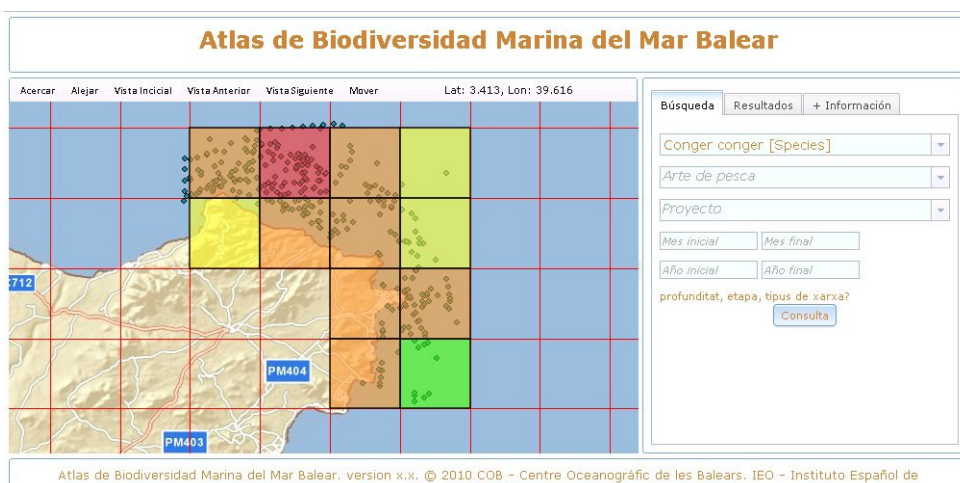 Atlas de Biodiversidad Marina del Mar Balear
Acercar Alejar Vista Incicial Vista Anterior Vista Siguiente Mover Lat: 3.413, Lon: 39.616
Búsqueda Resultados + Información
Conger conger [Species]
Arte de pesca
Proyecto
Mes inicial Mes final
Año inicial Año final
profunditat, etapa, tipus de xarxa?
Consulta
C712
PM404
PM403
Atlas de Biodiversidad Marina del Mar Balear. version x.x. © 2010 COB - Centre Oceanogràfic de les Balears. IEO - Instituto Español de